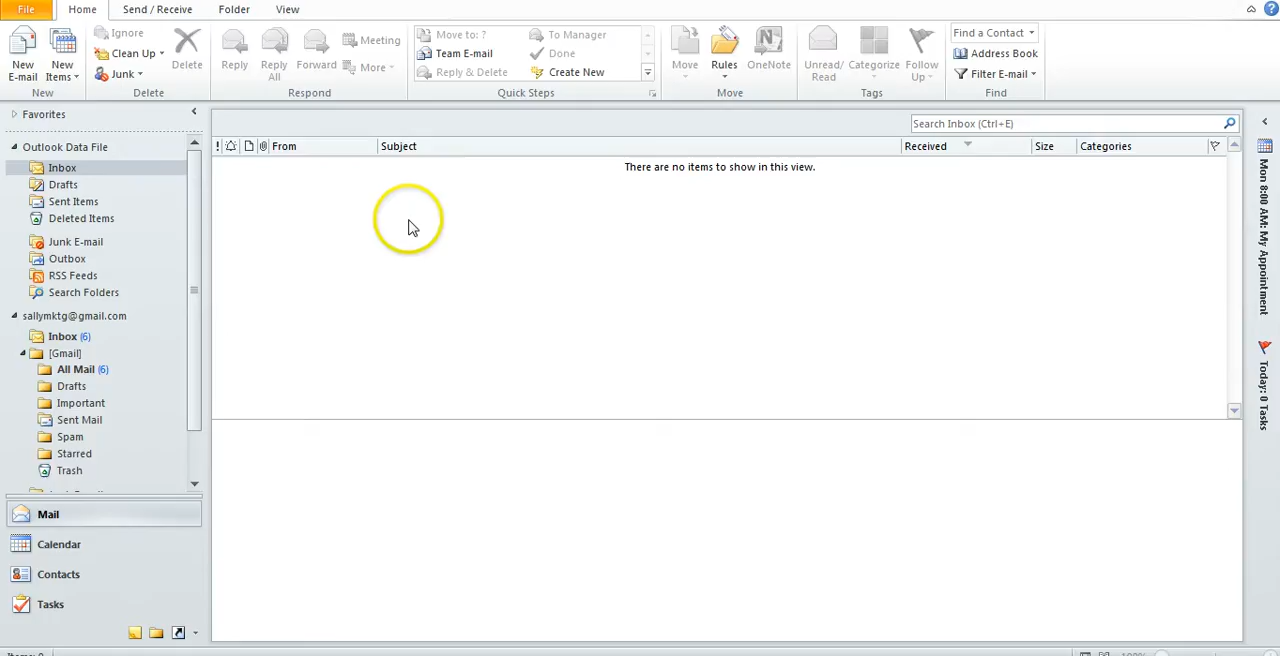 File Home Send / Receive Folder View
New E-mail
New Items
New
Ignore
Clean Up
Junk
Delete
Delete
Reply
Reply All
Forward
Meeting
More
Respond
Move to: ?
Team E-mail
Reply & Delete
To Manager
Done
Create New
Quick Steps
Move
Rules
OneNote
Move
Unread/ Read
Categorize
Follow Up
Tags
Find a Contact
Address Book
Filter E-mail
Find
Favorites
Outlook Data File
Inbox
Drafts
Sent Items
Deleted Items
Junk E-mail
Outbox
RSS Feeds
Search Folders
sallymktg@gmail.com
Inbox (6)
[Gmail]
All Mail (6)
Drafts
Important
Sent Mail
Spam
Starred
Trash
Mail
Calendar
Contacts
Tasks
Search Inbox (Ctrl+E)
! From Subject Received Size Categories
There are no items to show in this view.
Mon 8:00 AM: My Appointment
Today: 0 Tasks